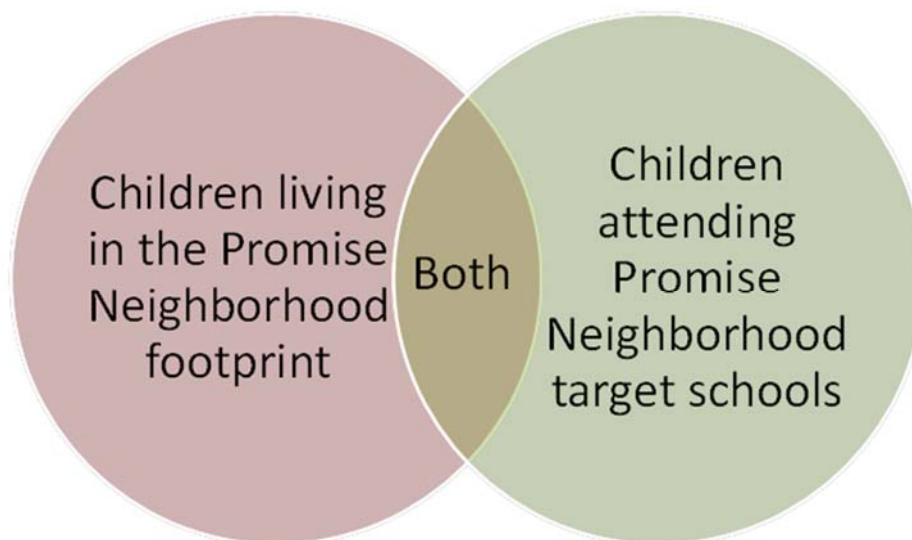 Children living
in the Promise
Neighborhood
footprint
Both
Children
attending
Promise
Neighborhood
target schools